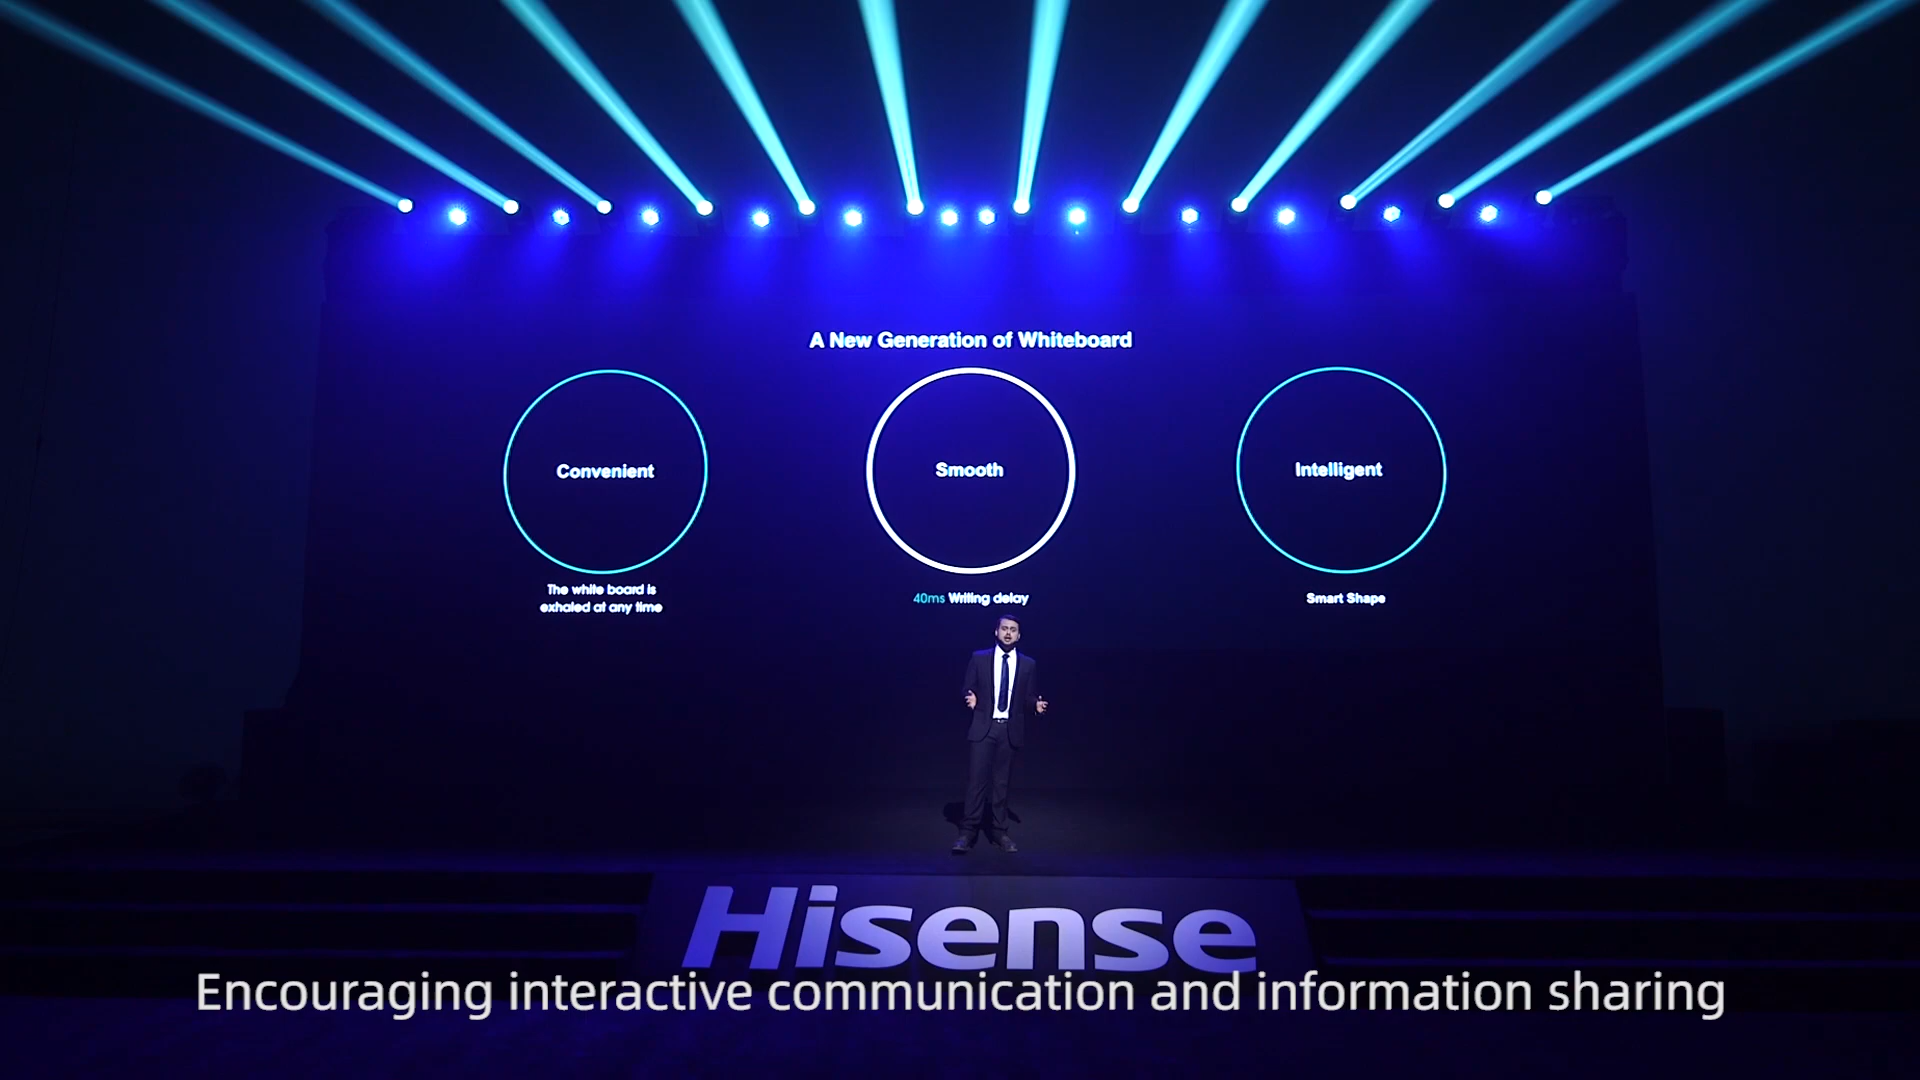 A New Generation of Whiteboard
Convenient
Smooth
Intelligent
The white board is
exhaled at any time
40ms Writing delay
Smart Shape
Hisense
Encouraging interactive communication and information sharing